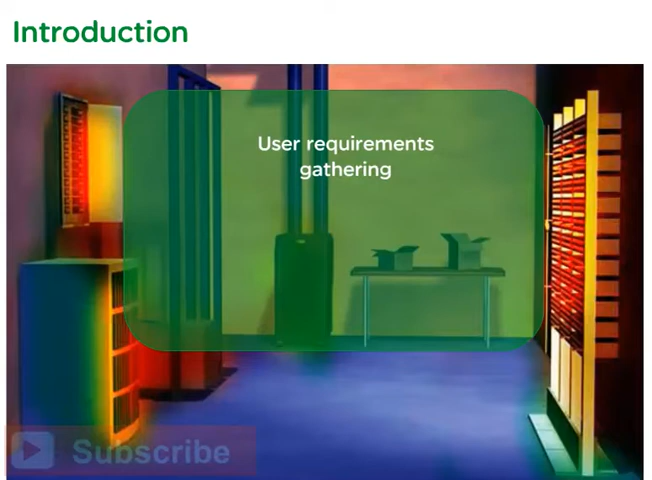 Introduction
User requirements
gathering
Subscribe